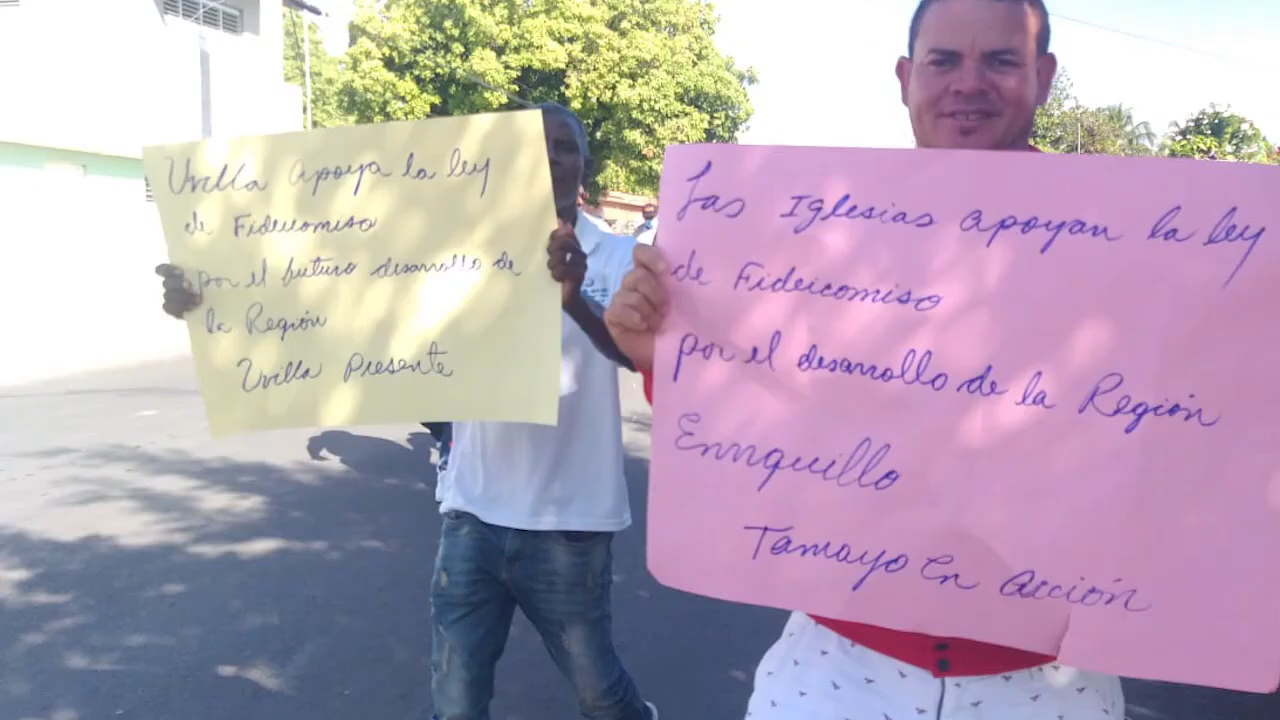 Uvilla apoya la ley
de Fideicomiso
por el futuro desarrollo de
la Región
Uvilla Presente
Las Iglesias apoyan la ley
de Fideicomiso
por el desarrollo de la Región
Enriquillo
Tamayo en acción